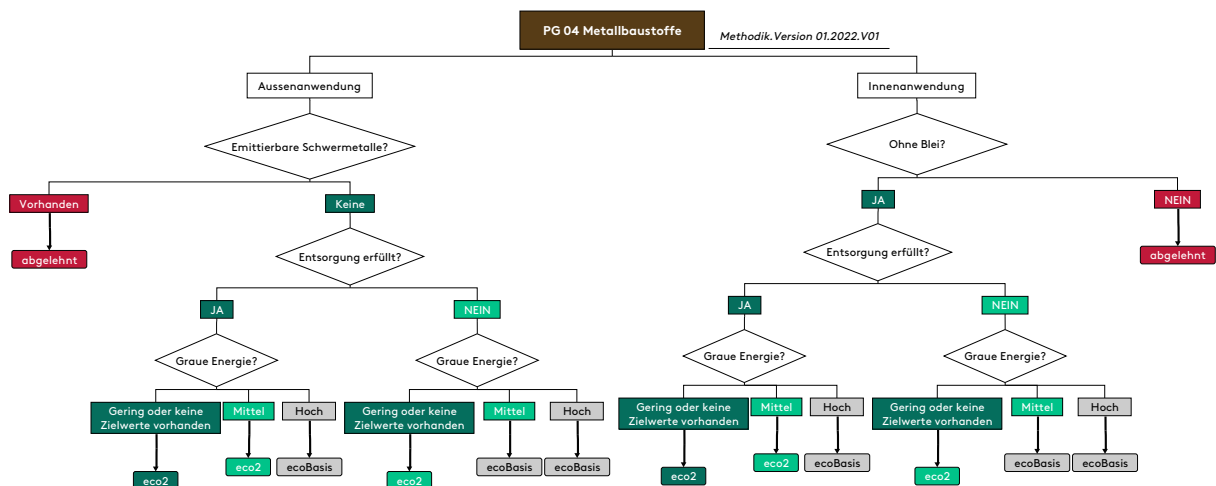 PG 04 Metallbaustoffe
Methodik.Version 01.2022.V01
Aussenanwendung
Innenanwendung
Emittierbare Schwermetalle?
Ohne Blei?
Vorhanden
Keine
JA
NEIN
abgelehnt
Entsorgung erfüllt?
Entsorgung erfüllt?
abgelehnt
JA
NEIN
JA
NEIN
Graue Energie?
Graue Energie?
Graue Energie?
Graue Energie?
Gering oder keine
Zielwerte vorhanden
Mittel
Hoch
Gering oder keine
Zielwerte vorhanden
Mittel
Hoch
Gering oder keine
Zielwerte vorhanden
Mittel
Hoch
Gering oder keine
Zielwerte vorhanden
Mittel
Hoch
eco2
eco2
ecoBasis
eco2
ecoBasis
ecoBasis
eco2
eco2
ecoBasis
eco2
ecoBasis
ecoBasis